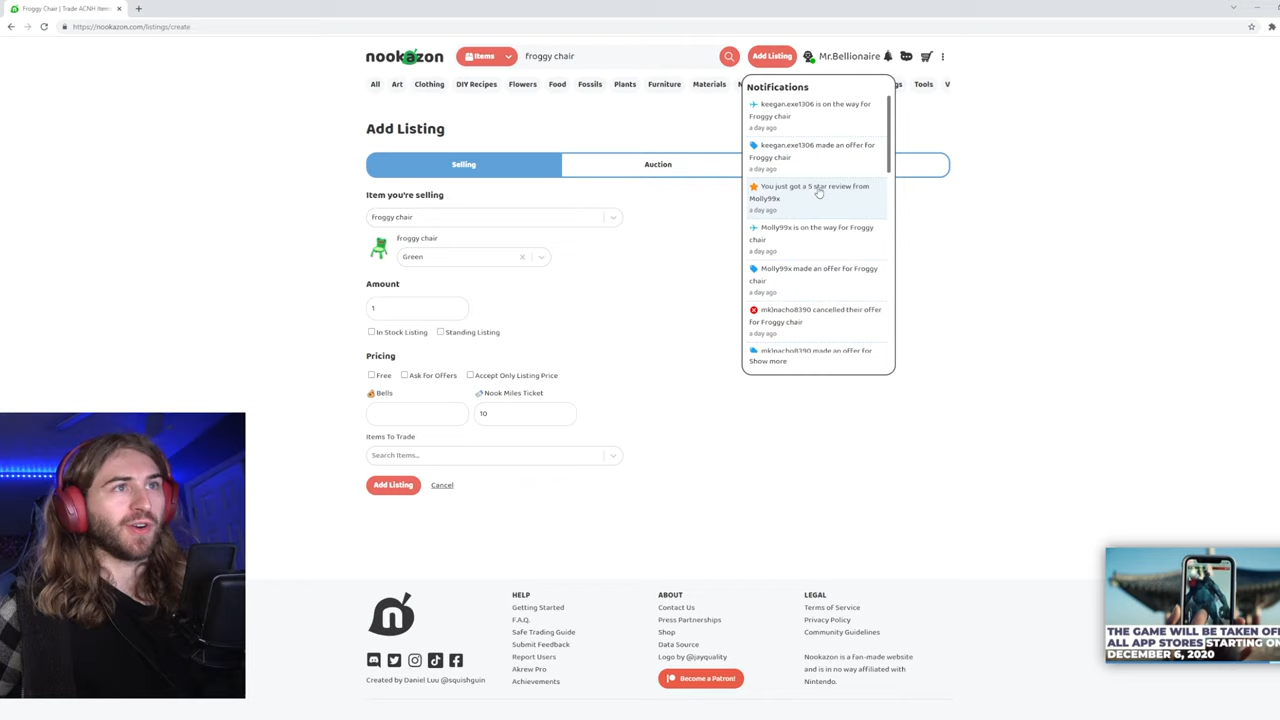 Froggy Chair | Trade ACNH Item
https://nookazon.com/listings/create
nookazon
Items
froggy chair
Add Listing
Mr.Bellionaire
All
Art
Clothing
DIY Recipes
Flowers
Food
Fossils
Plants
Furniture
Materials
Tools
V
Notifications
keegan.exe1306 is on the way for
Froggy chair
a day ago
keegan.exe1306 made an offer for
Froggy chair
a day ago
You just got a 5 star review from
Molly99x
a day ago
Molly99x is on the way for Froggy
chair
a day ago
Molly99x made an offer for Froggy
chair
a day ago
mk)nacho8390 cancelled their offer
for Froggy chair
a day ago
mk)nacho8390 made an offer for
Show more
Add Listing
Selling
Auction
Item you're selling
froggy chair
froggy chair
Green
Amount
1
In Stock Listing
Standing Listing
Pricing
Free
Ask for Offers
Accept Only Listing Price
Bells
Nook Miles Ticket
10
Items To Trade
Search Items...
Add Listing
Cancel
THE GAME WILL BE TAKEN OF
ALL APP STORES STARTING ON
DECEMBER 6, 2020
Created by Daniel Luu @squishguin
HELP
Getting Started
F.A.Q.
Safe Trading Guide
Submit Feedback
Report Users
Akrew Pro
Achievements
ABOUT
Contact Us
Press Partnerships
Shop
Data Source
Logo by @jayquality
Become a Patron!
LEGAL
Terms of Service
Privacy Policy
Community Guidelines
Nookazon is a fan-made website
and is in no way affiliated with
Nintendo.